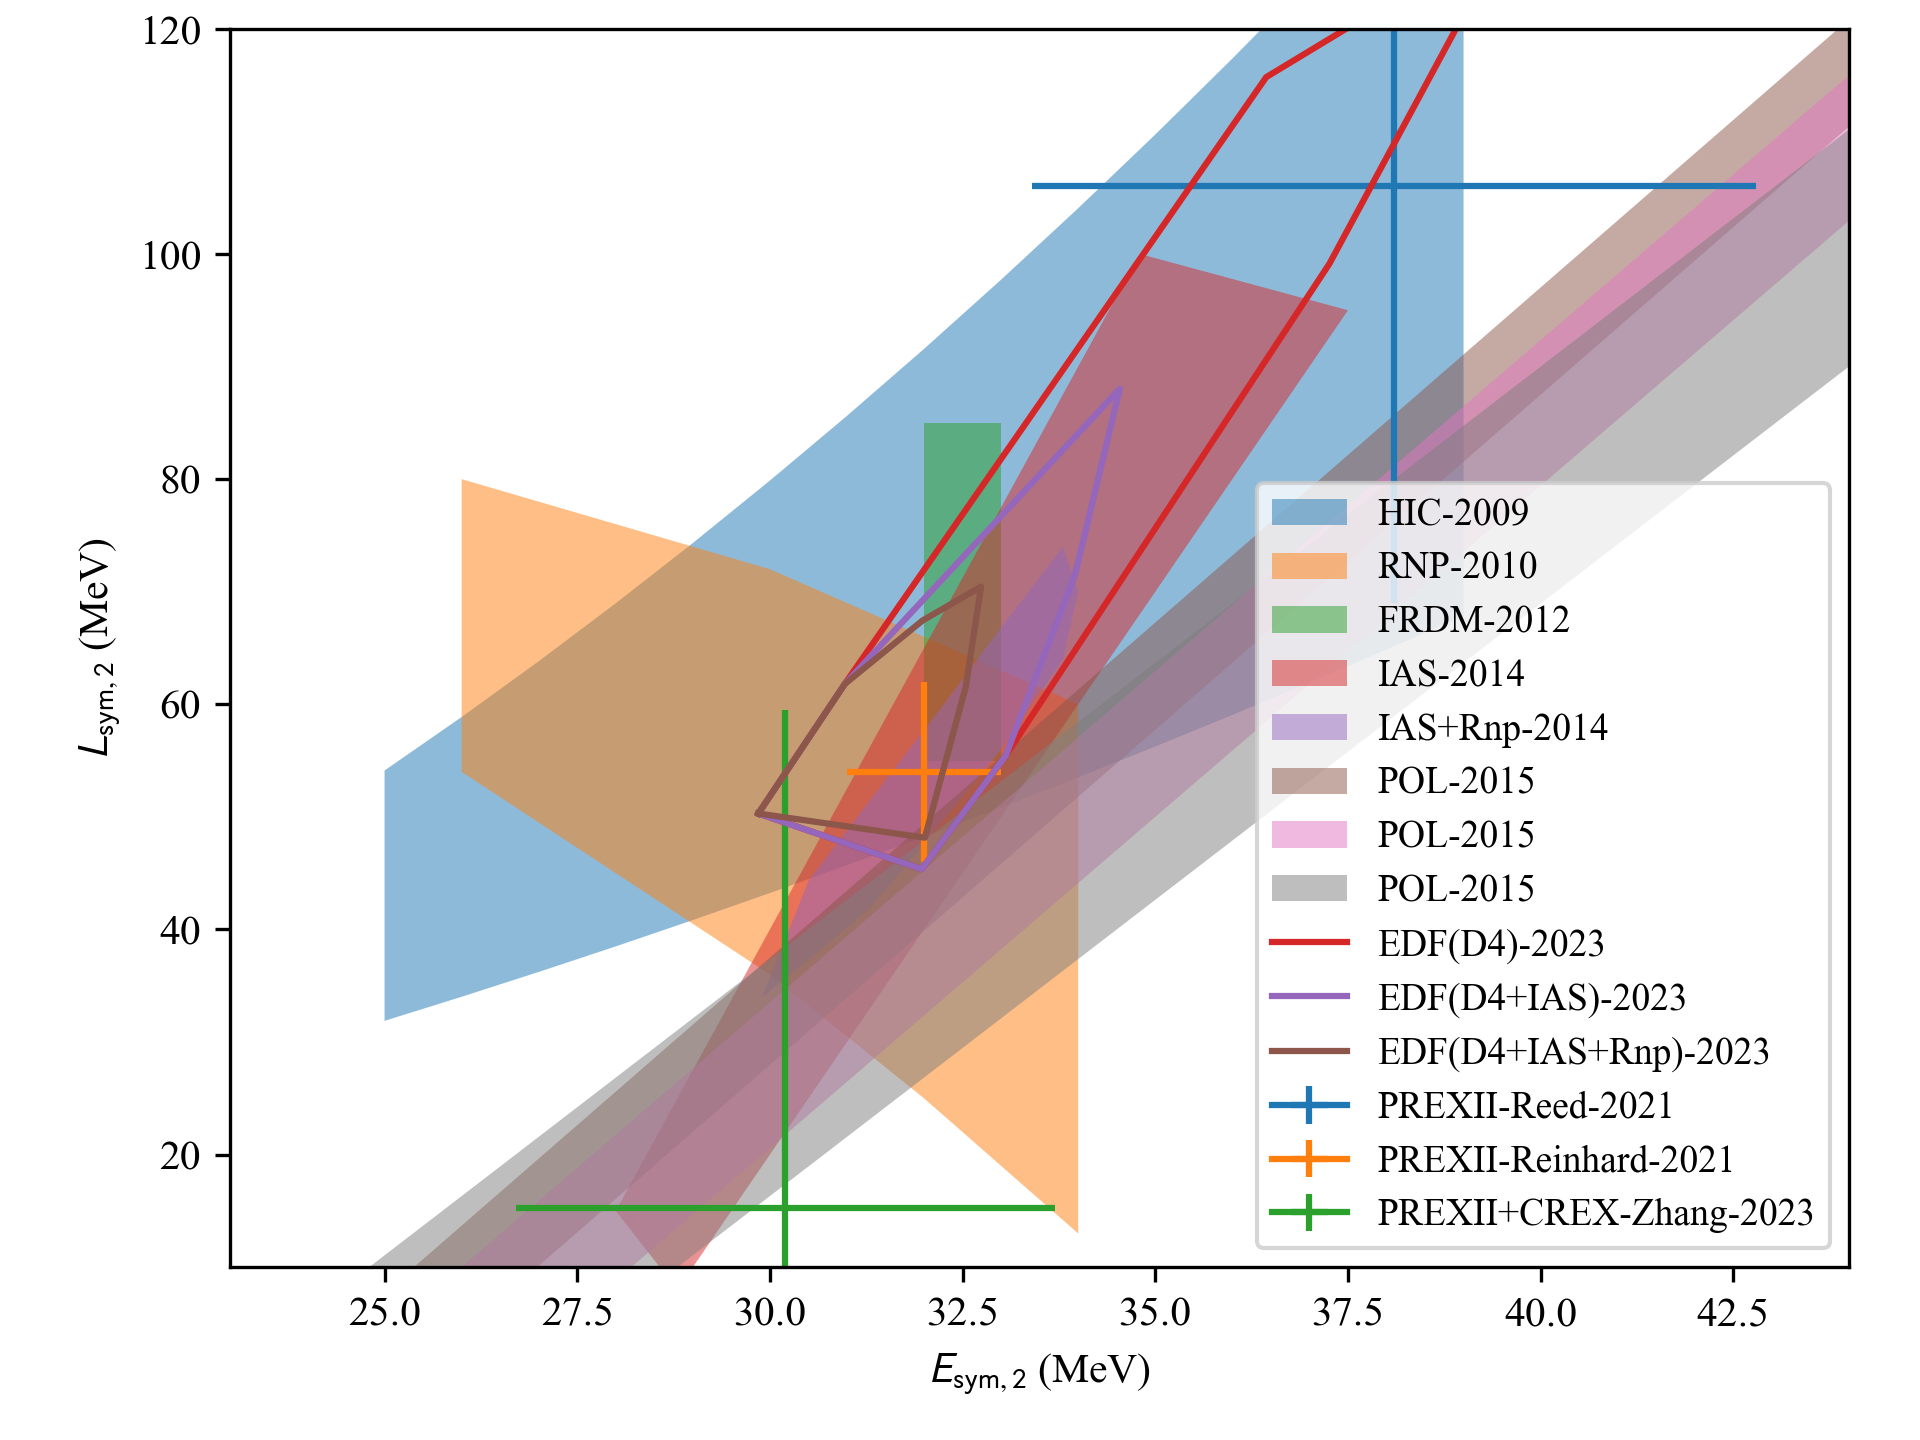 120
100
80
60
40
20
L_sym, 2 (MeV)
25.0 27.5 30.0 32.5 35.0 37.5 40.0 42.5
E_sym, 2 (MeV)
HIC-2009
RNP-2010
FRDM-2012
IAS-2014
IAS+Rnp-2014
POL-2015
POL-2015
POL-2015
EDF(D4)-2023
EDF(D4+IAS)-2023
EDF(D4+IAS+Rnp)-2023
PREXII-Reed-2021
PREXII-Reinhard-2021
PREXII+CREX-Zhang-2023